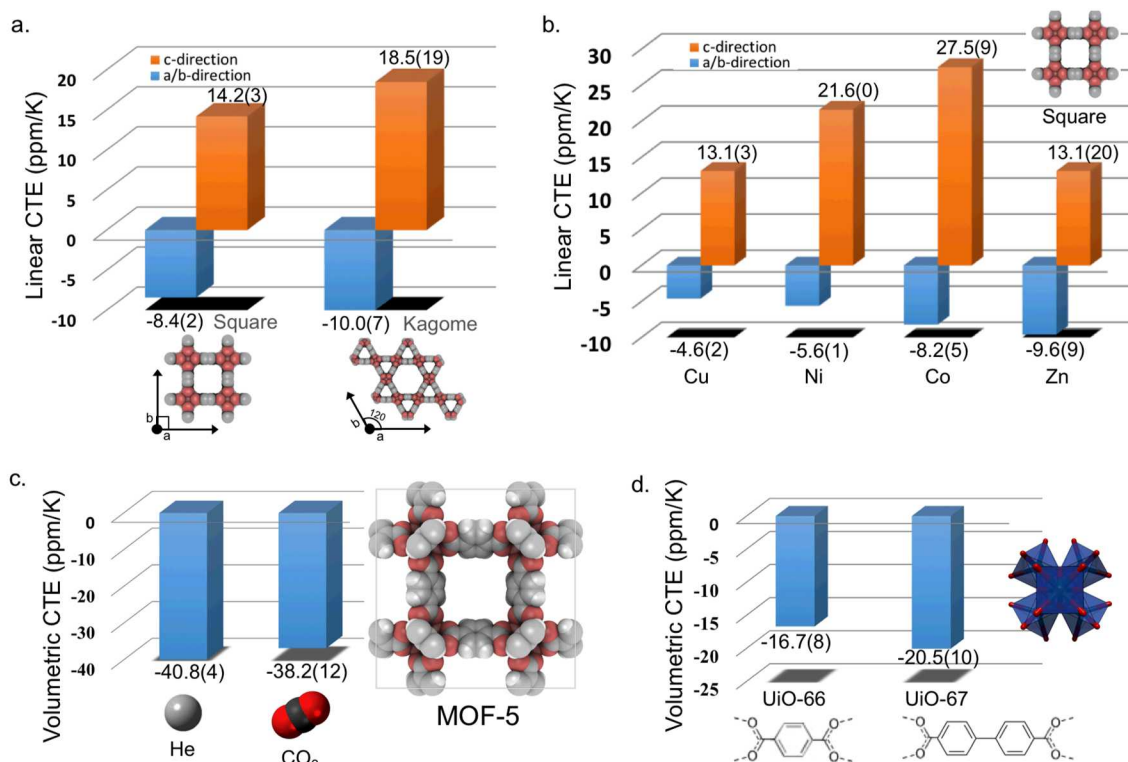 a.
c-direction
a/b-direction
Linear CTE (ppm/K)
20
15
10
5
0
-5
-10
14.2(3)
18.5(19)
-8.4(2)
Square
-10.0(7)
Kagome
b
a
b
120
a
b.
c-direction
a/b-direction
Linear CTE (ppm/K)
30
25
20
15
10
5
0
-5
-10
13.1(3)
21.6(0)
27.5(9)
13.1(20)
Square
-4.6(2)
-5.6(1)
-8.2(5)
-9.6(9)
Cu
Ni
Co
Zn
c.
Volumetric CTE (ppm/K)
0
-10
-20
-30
-40
-40.8(4)
-38.2(12)
He
CO2
MOF-5
d.
Volumetric CTE (ppm/K)
0
-5
-10
-15
-20
-25
-16.7(8)
-20.5(10)
UiO-66
UiO-67
O O
O O
O O
O O